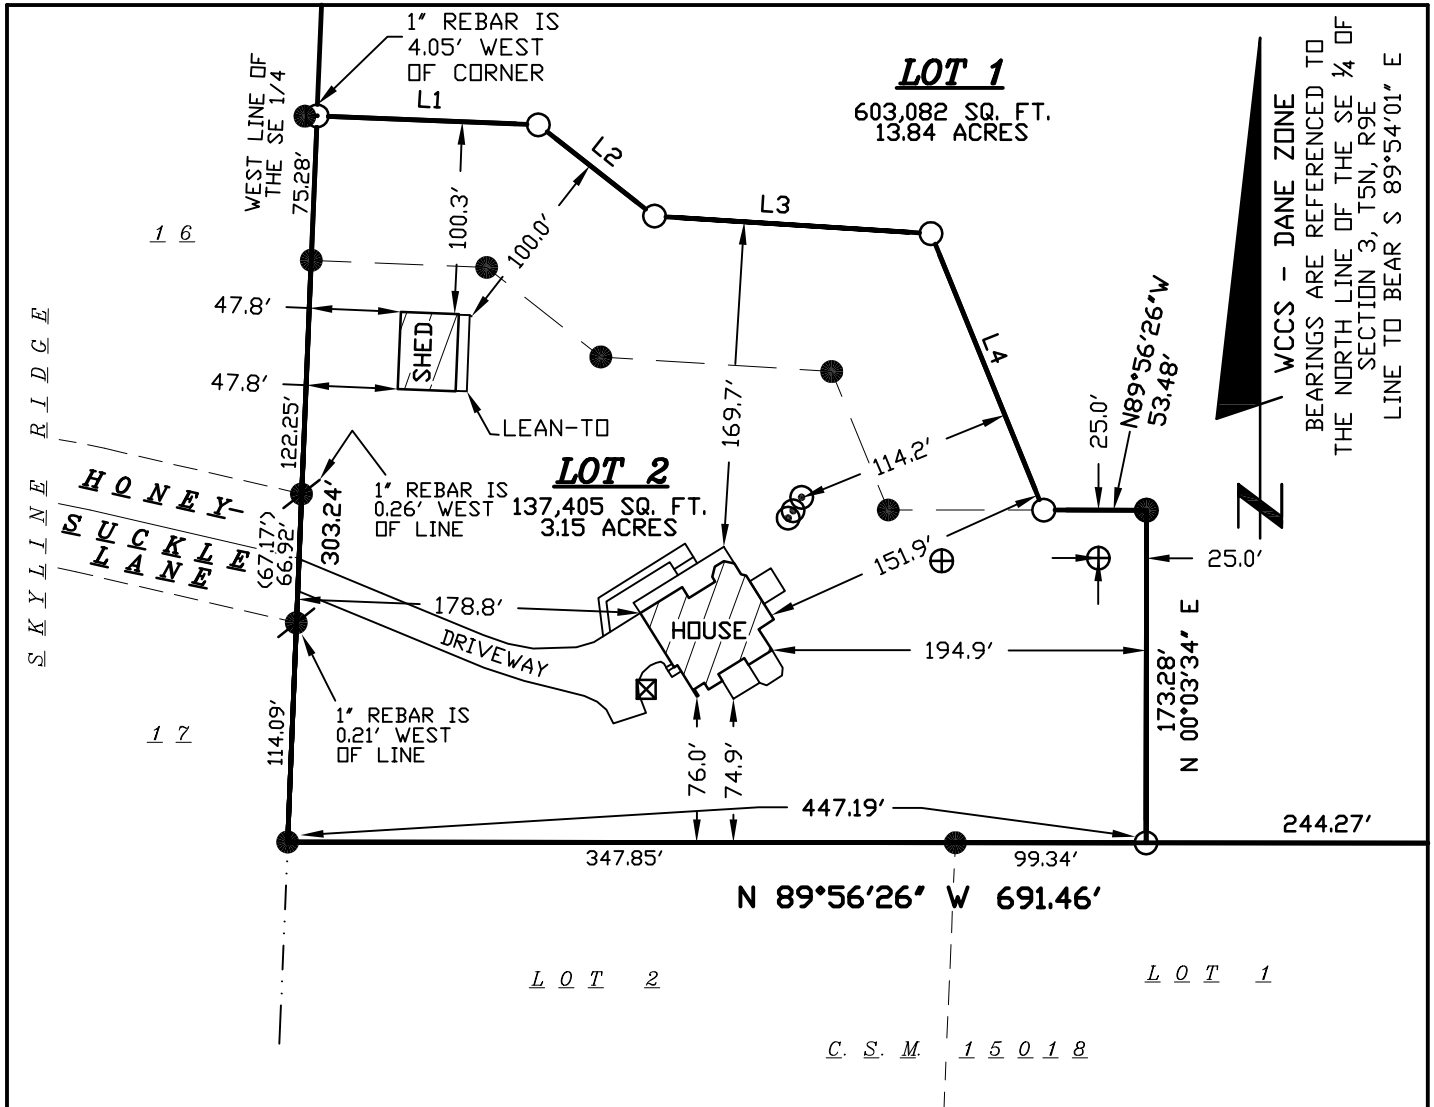 1″ REBAR IS
4.05′ WEST
OF CORNER
WEST LINE OF
THE SE 1/4
L1
LOT 1
603,082 SQ. FT.
13.84 ACRES
WCCS - DANE ZONE
BEARINGS ARE REFERENCED TO
THE NORTH LINE OF THE SE ¼ OF
SECTION 3, T5N, R9E
LINE TO BEAR S 89°54′01″ E
L2
75.28′
100.3′
100.0′
L3
16
47.8′
SHED
47.8′
LEAN-TO
169.7′
L4
N89°56′26″W
53.48′
25.0′
SKYLINE RIDGE
122.25′
114.2′
LOT 2
137,405 SQ. FT.
3.15 ACRES
1″ REBAR IS
0.26′ WEST
OF LINE
HONEY-
SUCKLE
LANE
(67.17′)
66.92′
303.24′
151.9′
25.0′
178.8′
HOUSE
DRIVEWAY
194.9′
173.28′
N 00°03′34″ E
17
114.09′
1″ REBAR IS
0.21′ WEST
OF LINE
76.0′
74.9′
N
447.19′
244.27′
347.85′
99.34′
N 89°56′26″ W 691.46′
LOT 2
LOT 1
C.S.M. 15018